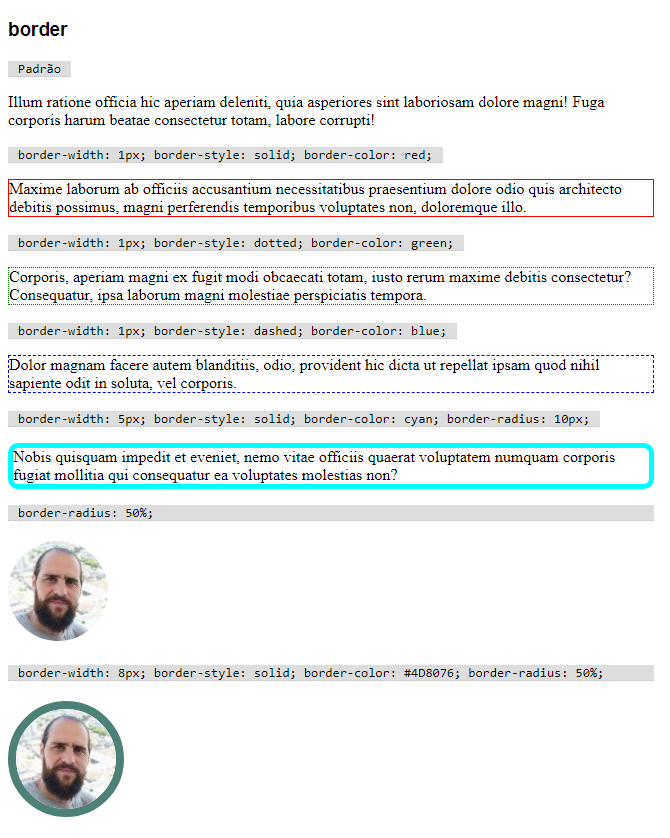 border
Padrão
Illum ratione officia hic aperiam deleniti, quia asperiores sint laboriosam dolore magni! Fuga
corporis harum beatae consectetur totam, labore corrupti!
border-width: 1px; border-style: solid; border-color: red;
Maxime laborum ab officiis accusantium necessitatibus praesentium dolore odio quis architecto
debitis possimus, magni perferendis temporibus voluptates non, doloremque illo.
border-width: 1px; border-style: dotted; border-color: green;
Corporis, aperiam magni ex fugit modi obcaecati totam, iusto rerum maxime debitis consectetur?
Consequatur, ipsa laborum magni molestiae perspiciatis tempora.
border-width: 1px; border-style: dashed; border-color: blue;
Dolor magnam facere autem blanditiis, odio, provident hic dicta ut repellat ipsam quod nihil
sapiente odit in soluta, vel corporis.
border-width: 5px; border-style: solid; border-color: cyan; border-radius: 10px;
Nobis quisquam impedit et eveniet, nemo vitae officiis quaerat voluptatem numquam corporis
fugiat mollitia qui consequatur ea voluptates molestias non?
border-radius: 50%;
border-width: 8px; border-style: solid; border-color: #4D8076; border-radius: 50%;